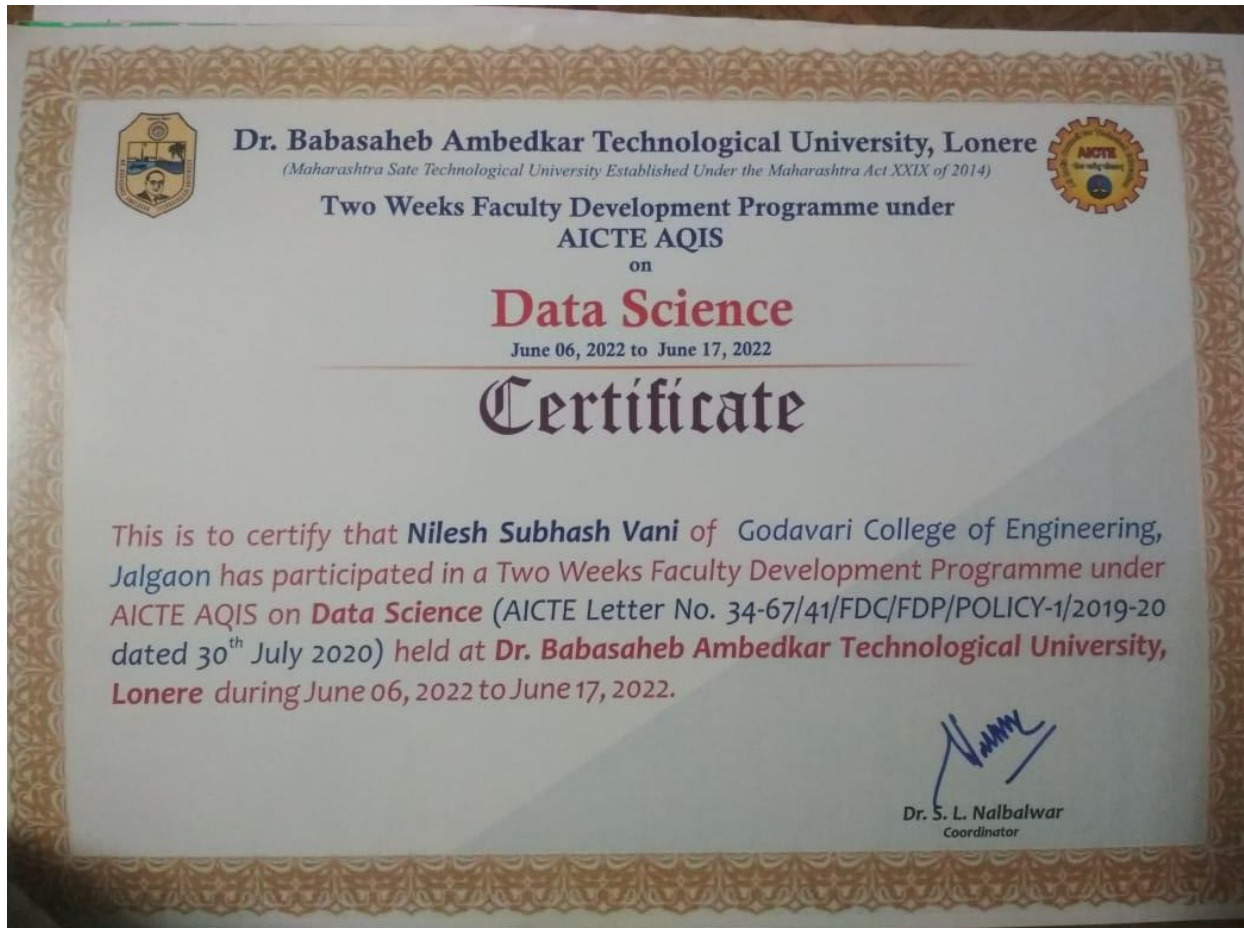 Dr. Babasaheb Ambedkar Technological University, Lonere
(Maharashtra Sate Technological University Established Under the Maharashtra Act XXIX of 2014)
Two Weeks Faculty Development Programme under
AICTE AQIS
on
Data Science
June 06, 2022 to June 17, 2022
Certificate
AICTE
This is to certify that Nilesh Subhash Vani of Godavari College of Engineering,
Jalgaon has participated in a Two Weeks Faculty Development Programme under
AICTE AQIS on Data Science (AICTE Letter No. 34-67/41/FDC/FDP/POLICY-1/2019-20
dated 30th July 2020) held at Dr. Babasaheb Ambedkar Technological University,
Lonere during June 06, 2022 to June 17, 2022.
Dr. S. L. Nalbalwar
Coordinator